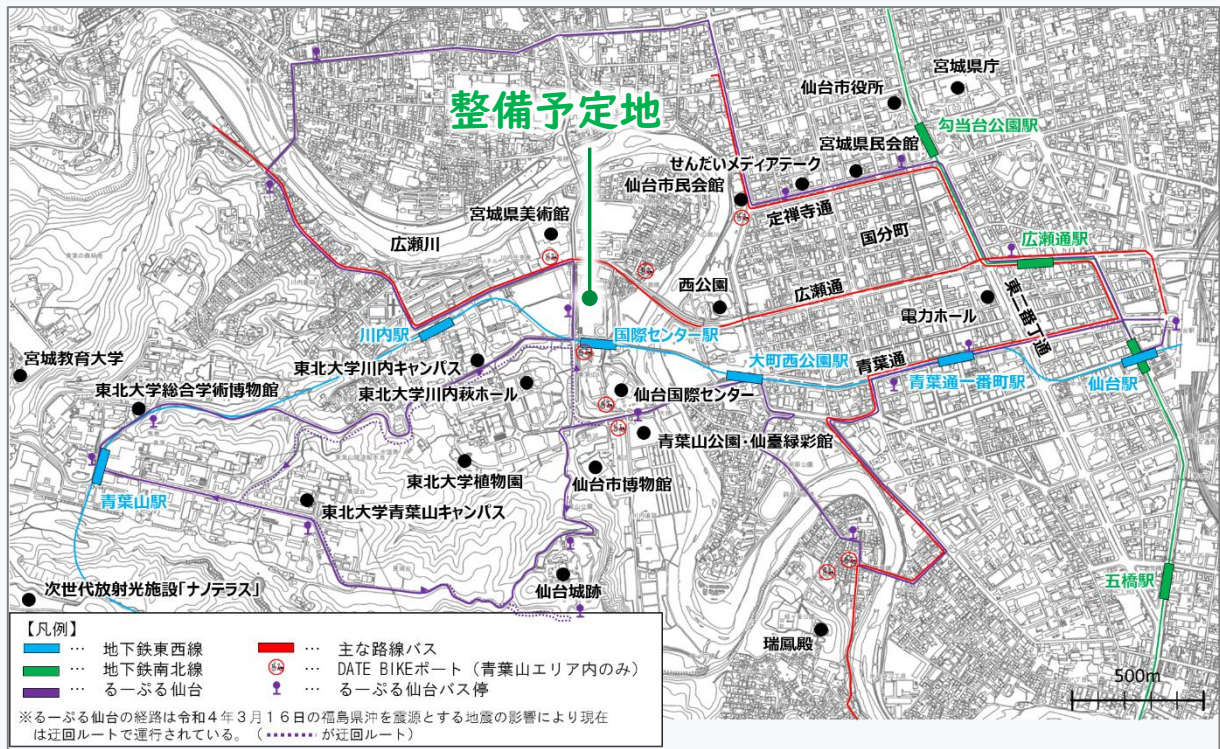 整備予定地
宮城県庁
仙台市役所
勾当台公園駅
宮城県民会館
せんだいメディアテーク
仙台市民会館
定禅寺通
国分町
宮城県美術館
広瀬川
広瀬通駅
西公園
広瀬通
電力ホール
東二番丁通
川内駅
国際センター駅
宮城教育大学
東北大学川内キャンパス
大町西公園駅
青葉通
青葉通一番町駅
仙台駅
東北大学総合学術博物館
東北大学川内萩ホール
仙台国際センター
青葉山公園・仙臺緑彩館
東北大学植物園
仙台市博物館
青葉山駅
東北大学青葉山キャンパス
次世代放射光施設「ナノテラス」
仙台城跡
五橋駅
瑞鳳殿
【凡例】
… 地下鉄東西線
… 主な路線バス
… 地下鉄南北線
… DATE BIKEポート（青葉山エリア内のみ）
… るーぷる仙台
… るーぷる仙台バス停
※るーぷる仙台の経路は令和４年３月１６日の福島県沖を震源とする地震の影響により現在
は迂回ルートで運行されている。（ が迂回ルート）
500m